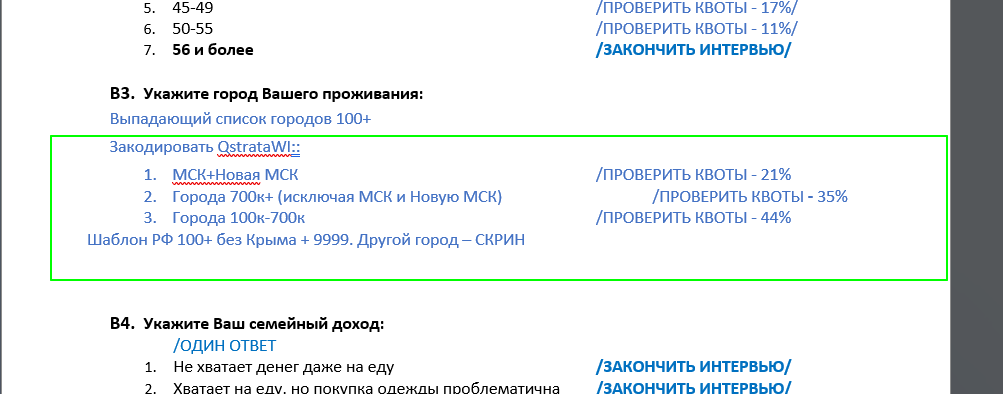 5. 45-49 /ПРОВЕРИТЬ КВОТЫ - 17%/
6. 50-55 /ПРОВЕРИТЬ КВОТЫ - 11%/
7. 56 и более /ЗАКОНЧИТЬ ИНТЕРВЬЮ/
B3. Укажите город Вашего проживания:
Выпадающий список городов 100+
Закодировать QstrataWI::
1. МСК+Новая МСК /ПРОВЕРИТЬ КВОТЫ - 21%
2. Города 700к+ (исключая МСК и Новую МСК) /ПРОВЕРИТЬ КВОТЫ - 35%
3. Города 100к-700к /ПРОВЕРИТЬ КВОТЫ - 44%
Шаблон РФ 100+ без Крыма + 9999. Другой город – СКРИН
B4. Укажите Ваш семейный доход:
/ОДИН ОТВЕТ
1. Не хватает денег даже на еду /ЗАКОНЧИТЬ ИНТЕРВЬЮ/
2. Хватает на еду, но покупка одежды проблематична /ЗАКОНЧИТЬ ИНТЕРВЬЮ/